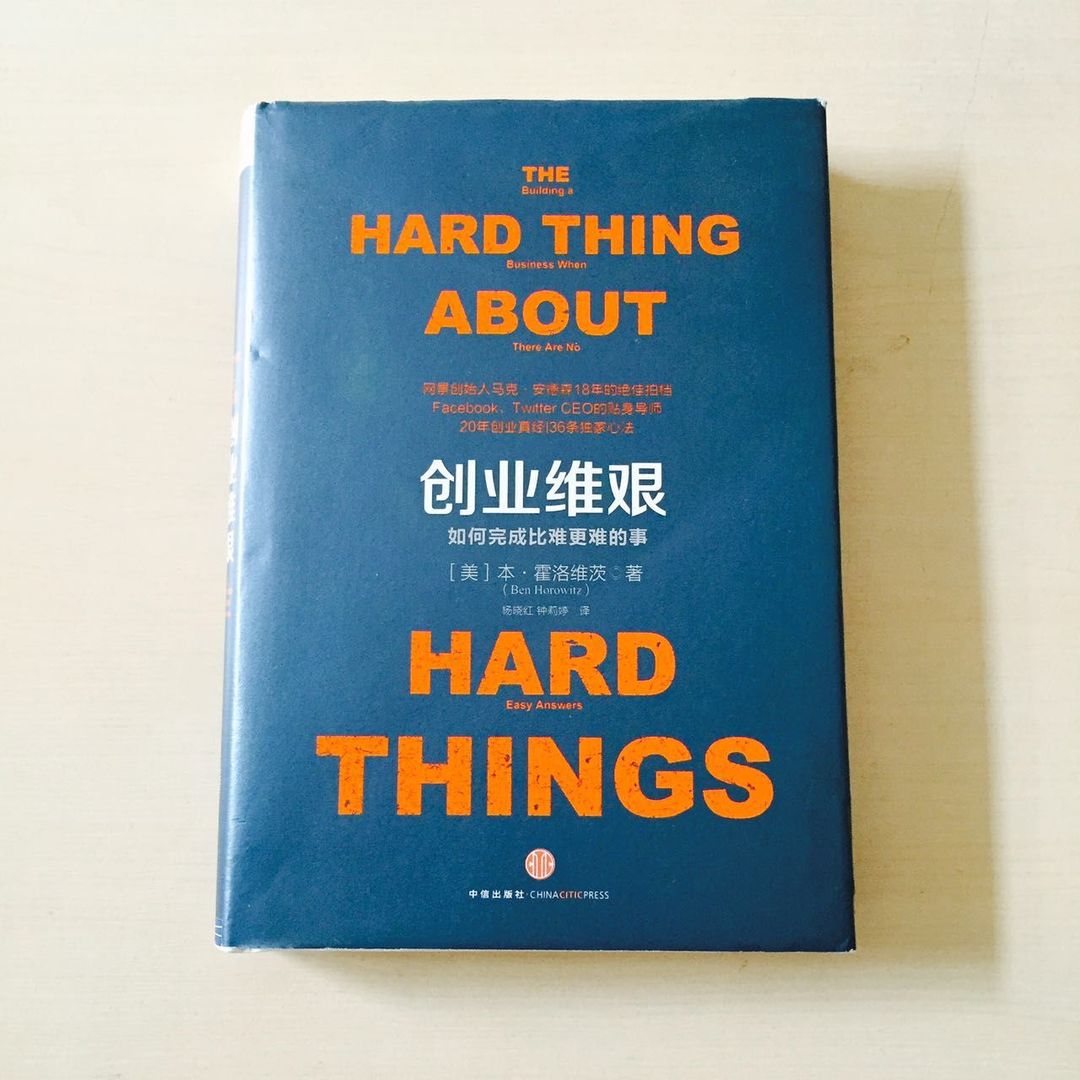 THE
Building a
HARD THING
Business When
ABOUT
There Are No
网景创始人马克·安德森18年的绝佳拍档
Facebook、Twitter CEO的贴身导师
20年创业真经|36条独家心法
创业维艰
如何完成比难更难的事
[美]本·霍洛维茨 ◎ 著
(Ben Horowitz)
杨晓红 钟莉婷 译
HARD
Easy Answers
THINGS
中信出版社·CHINACITICPRESS